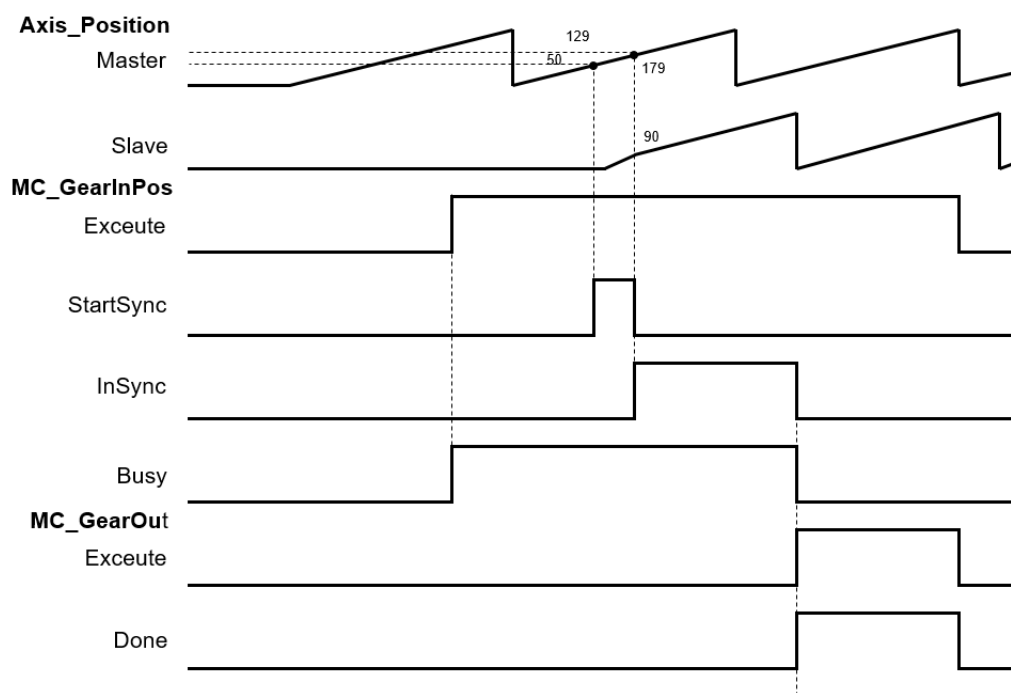 Axis_Position
Master
129
50
179
Slave
90
MC_GearInPos
Exceute
StartSync
InSync
Busy
MC_GearOut
Exceute
Done